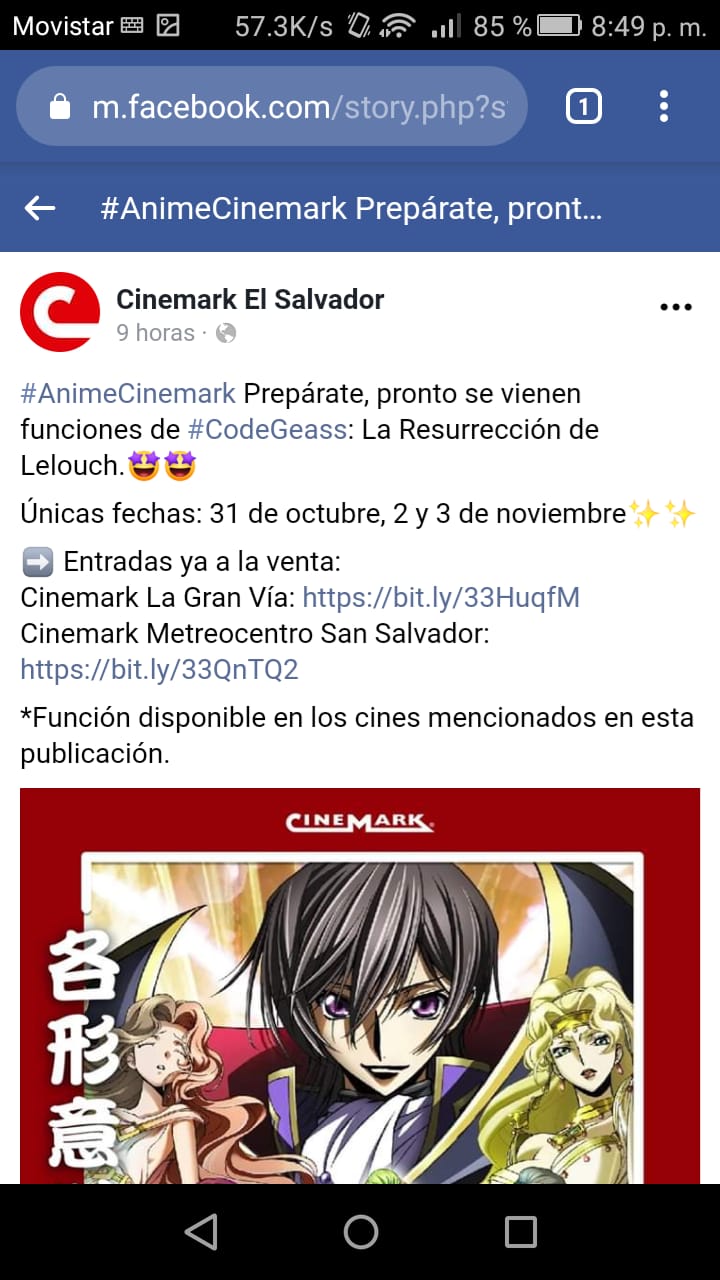 Movistar 57.3K/s 85 % 8:49 p. m.
m.facebook.com/story.php?s
1
#AnimeCinemark Prepárate, pront...
Cinemark El Salvador
9 horas ·
#AnimeCinemark Prepárate, pronto se vienen
funciones de #CodeGeass: La Resurrección de
Lelouch.🤩🤩
Únicas fechas: 31 de octubre, 2 y 3 de noviembre✨✨
➡️ Entradas ya a la venta:
Cinemark La Gran Vía: https://bit.ly/33HuqfM
Cinemark Metreocentro San Salvador:
https://bit.ly/33QnTQ2
*Función disponible en los cines mencionados en esta
publicación.
CINEMARK
各形意